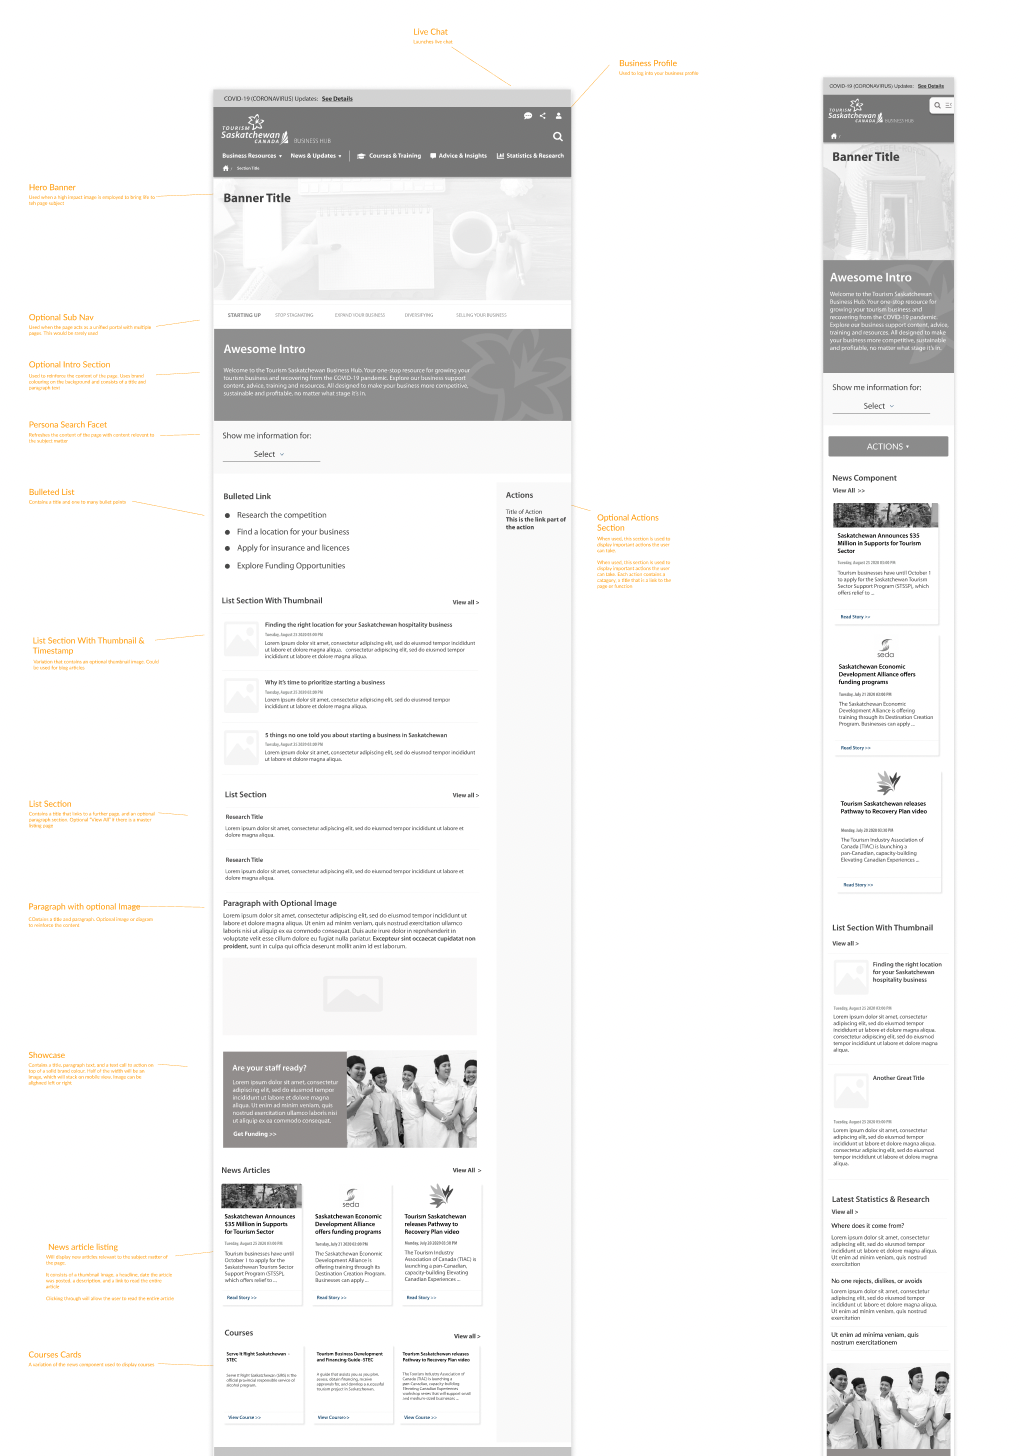 Live Chat
Launches live chat
Business Profile
Used to log into your business profile
COVID-19 (CORONAVIRUS) Updates: See Details
TOURISM
Saskatchewan
CANADA
BUSINESS HUB
Business Resources
News & Updates
Courses & Training
Advice & Insights
Statistics & Research
/ Section Title
Hero Banner
Used when a high impact image is employed to bring life to
teh page subject
Banner Title
Optional Sub Nav
Used when the page acts as a unified center with multiple
pages. This would be rarely used
STARTING UP
STOP STAGNATING
EXPAND YOUR BUSINESS
DIVERSIFYING
SELLING YOUR BUSINESS
Optional Intro Section
Used to reinforce the content of the page. Uses brand
colouring on the background and consists of a title and
paragraph text
Awesome Intro
Welcome to the Tourism Saskatchewan Business Hub. Your one-stop resource for growing your
tourism business and recovering from the COVID-19 pandemic. Explore our business support
content, advice, training and resources. All designed to make your business more competitive,
sustainable and profitable, no matter what stage it's in.
Persona Search Facet
Refreshes the content of the page with content relevant to
the subject matter
Show me information for:
Select
Bulleted List
Contains a title and one to many bullet points
Bulleted Link
Research the competition
Find a location for your business
Apply for insurance and licences
Explore Funding Opportunities
Actions
Title of Action
This is the link part of
the action
Optional Actions
Section
When used, this section is used to
display important actions the user
can take.
When used, this section is used to
display important actions the user
can take. Each action contains a
category, a title that is a link to the
page or function
List Section With Thumbnail
View all >
Finding the right location for your Saskatchewan hospitality business
Tuesday, August 25 2020 03:00 PM
Lorem ipsum dolor sit amet, consectetur adipiscing elit, sed do eiusmod tempor incididunt
ut labore et dolore magna aliqua. consectetur adipiscing elit, sed do eiusmod tempor
incididunt ut labore et dolore magna aliqua.
List Section With Thumbnail &
Timestamp
Variation that contains an optional thumbnail image. Could
be used for blog articles
Why it's time to prioritize starting a business
Tuesday, August 25 2020 03:00 PM
Lorem ipsum dolor sit amet, consectetur adipiscing elit, sed do eiusmod tempor
incididunt ut labore et dolore magna aliqua.
5 things no one told you about starting a business in Saskatchewan
Tuesday, August 25 2020 03:00 PM
Lorem ipsum dolor sit amet, consectetur adipiscing elit, sed do eiusmod tempor incididunt
ut labore et dolore magna aliqua.
List Section
Contains a title that links to a further page, and an optional
paragraph section. Optional "View All" if there is a master
listing page
List Section
View all >
Research Title
Lorem ipsum dolor sit amet, consectetur adipiscing elit, sed do eiusmod tempor incididunt ut labore et
dolore magna aliqua.
Research Title
Lorem ipsum dolor sit amet, consectetur adipiscing elit, sed do eiusmod tempor incididunt ut labore et
dolore magna aliqua.
Paragraph with optional Image
COntains a title and paragraph. Optional image or diagram
to reinforce the content.
Paragraph with Optional Image
Lorem ipsum dolor sit amet, consectetur adipiscing elit, sed do eiusmod tempor incididunt ut
labore et dolore magna aliqua. Ut enim ad minim veniam, quis nostrud exercitation ullamco
laboris nisi ut aliquip ex ea commodo consequat. Duis aute irure dolor in reprehenderit in
voluptate velit esse cillum dolore eu fugiat nulla pariatur. Excepteur sint occaecat cupidatat non
proident, sunt in culpa qui officia deserunt mollit anim id est laborum.
Showcase
Contains a title, paragraph text, and a text call to action on
top of a solid brand colour. Half of the width will be an
image, which will stack on mobile view. Image can be
aligned left or right.
Are your staff ready?
Lorem ipsum dolor sit amet, consectetur
adipiscing elit, sed do eiusmod tempor
incididunt ut labore et dolore magna
aliqua. Ut enim ad minim veniam, quis
nostrud exercitation ullamco laboris nisi
ut aliquip ex ea commodo consequat.
Get Funding >>
News Articles
View All >
Saskatchewan Announces
$35 Million in Supports
for Tourism Sector
Tuesday, August 25 2020 03:00 PM
Tourism businesses have until
October 1 to apply for the
Saskatchewan Tourism Sector
Support Program (STSSP),
which offers relief to ...
Read Story >>
seda
Saskatchewan Economic
Development Alliance
offers funding programs
Tuesday, July 21 2020 03:00 PM
The Saskatchewan Economic
Development Alliance is
offering training through its
Destination Creation Program.
Businesses can apply ...
Read Story >>
Tourism Saskatchewan
releases Pathway to
Recovery Plan video
Monday, July 20 2020 03:30 PM
The Tourism Industry
Association of Canada (TIAC) is
launching a pan-Canadian,
capacity-building Elevating
Canadian Experiences ...
Read Story >>
News article listing
Will display new articles relevant to the subject matter of
the page.
It consists of a thumbnail image, a headline, date the article
was posted, a description, and a link to read the entire
article
Clicking through will allow the user to read the entire article
Courses
View all >
Courses Cards
A variation of the news component used to display courses
Serve It Right Saskatchewan -
STEC
Serve It Right Saskatchewan (SIRS) is the
official provincial responsible service of
alcohol program.
View Course >>
Tourism Business Development
and Financing Guide -STEC
A guide that assists you as you plan,
assess, obtain financing, receive
approvals for, and develop a successful
tourism project in Saskatchewan.
View Course>>
Tourism Saskatchewan releases
Pathway to Recovery Plan video
The Tourism Industry Association of
Canada (TIAC) is launching a
pan-Canadian, capacity-building
Elevating Canadian Experiences
workshop series that will support small
and medium-sized businesses ...
View Course >>
COVID-19 (CORONAVIRUS) Updates: See Details
TOURISM
Saskatchewan
CANADA
BUSINESS HUB
/
Banner Title
Awesome Intro
Welcome to the Tourism Saskatchewan
Business Hub. Your one-stop resource for
growing your tourism business and
recovering from the COVID-19 pandemic.
Explore our business support content, advice,
training and resources. All designed to make
your business more competitive, sustainable
and profitable, no matter what stage it's in.
Show me information for:
Select
ACTIONS
News Component
View All >>
Saskatchewan Announces $35
Million in Supports for Tourism
Sector
Tuesday, August 25 2020 03:00 PM
Tourism businesses have until October 1
to apply for the Saskatchewan Tourism
Sector Support Program (STSSP), which
offers relief to ...
Read Story >>
seda
Saskatchewan Economic
Development Alliance offers
funding programs
Tuesday, July 21 2020 03:00 PM
The Saskatchewan Economic
Development Alliance is offering
training through its Destination Creation
Program. Businesses can apply ...
Read Story >>
Tourism Saskatchewan releases
Pathway to Recovery Plan video
Monday, July 20 2020 03:30 PM
The Tourism Industry Association of
Canada (TIAC) is launching a
pan-Canadian, capacity-building
Elevating Canadian Experiences ...
Read Story >>
List Section With Thumbnail
View all >
Finding the right location
for your Saskatchewan
hospitality business
Tuesday, August 25 2020 03:00 PM
Lorem ipsum dolor sit amet, consectetur
adipiscing elit, sed do eiusmod tempor
incididunt ut labore et dolore magna
aliqua. consectetur adipiscing elit, sed do
eiusmod tempor incididunt ut labore et
dolore magna aliqua.
Another Great Title
Tuesday, August 25 2020 03:00 PM
Lorem ipsum dolor sit amet, consectetur
adipiscing elit, sed do eiusmod tempor
incididunt ut labore et dolore magna
aliqua. consectetur adipiscing elit, sed do
eiusmod tempor incididunt ut labore et
dolore magna aliqua.
Latest Statistics & Research
View all >
Where does it come from?
Lorem ipsum dolor sit amet, consectetur
adipiscing elit, sed do eiusmod tempor
incididunt ut labore et dolore magna aliqua.
Ut enim ad minim veniam, quis nostrud
exercitation
No one rejects, dislikes, or avoids
Lorem ipsum dolor sit amet, consectetur
adipiscing elit, sed do eiusmod tempor
incididunt ut labore et dolore magna aliqua.
Ut enim ad minim veniam, quis nostrud
exercitation
Ut enim ad minima veniam, quis
nostrum exercitationem